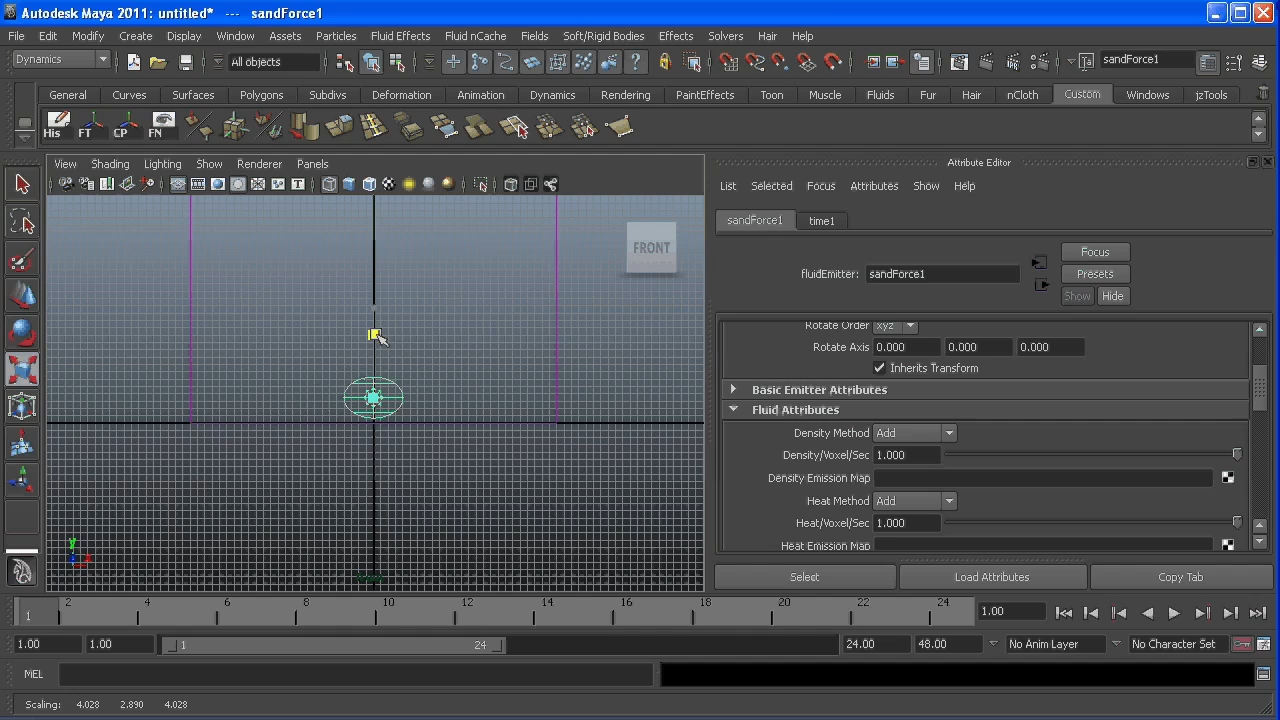 Autodesk Maya 2011: untitled* --- sandForce1
File Edit Modify Create Display Window Assets Particles Fluid Effects Fluid nCache Fields Soft/Rigid Bodies Effects Solvers Hair Help
Dynamics All objects sandForce1
General Curves Surfaces Polygons Subdivs Deformation Animation Dynamics Rendering PaintEffects Toon Muscle Fluids Fur Hair nCloth Custom Windows jzTools
His FT CP FN
View Shading Lighting Show Renderer Panels
Attribute Editor
List Selected Focus Attributes Show Help
sandForce1 time1
FRONT
Focus
fluidEmitter: sandForce1 Presets
Show Hide
Rotate Order xyz
Rotate Axis 0.000 0.000 0.000
Inherits Transform
Basic Emitter Attributes
Fluid Attributes
Density Method Add
Density/Voxel/Sec 1.000
Density Emission Map
Heat Method Add
Heat/Voxel/Sec 1.000
Heat Emission Map
y
x
Select Load Attributes Copy Tab
1 2 4 6 8 10 12 14 16 18 20 22 24 1.00
1.00 1.00 1 24 24.00 48.00 No Anim Layer No Character Set
MEL
Scaling: 4.028 2.890 4.028